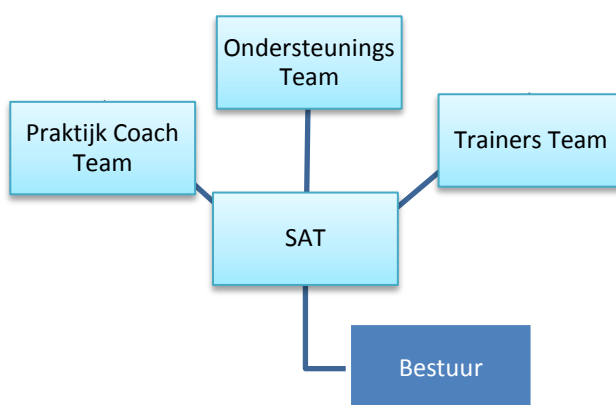 Ondersteunings
Team
Praktijk Coach
Team
Trainers Team
SAT
Bestuur